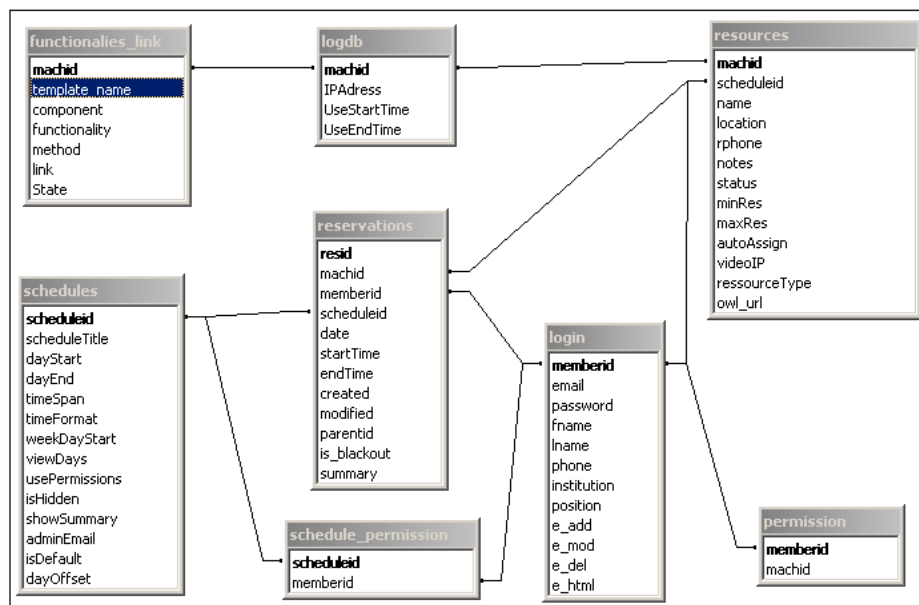 functionalies_link
machid
template_name
component
functionality
method
link
State
logdb
machid
IPAdress
UseStartTime
UseEndTime
resources
machid
scheduleid
name
location
rphone
notes
status
minRes
maxRes
autoAssign
videoIP
ressourceType
owl_url
reservations
resid
machid
memberid
scheduleid
date
startTime
endTime
created
modified
parentid
is_blackout
summary
schedules
scheduleid
scheduleTitle
dayStart
dayEnd
timeSpan
timeFormat
weekDayStart
viewDays
usePermissions
isHidden
showSummary
adminEmail
isDefault
dayOffset
login
memberid
email
password
fname
lname
phone
institution
position
e_add
e_mod
e_del
e_html
schedule_permission
scheduleid
memberid
permission
memberid
machid